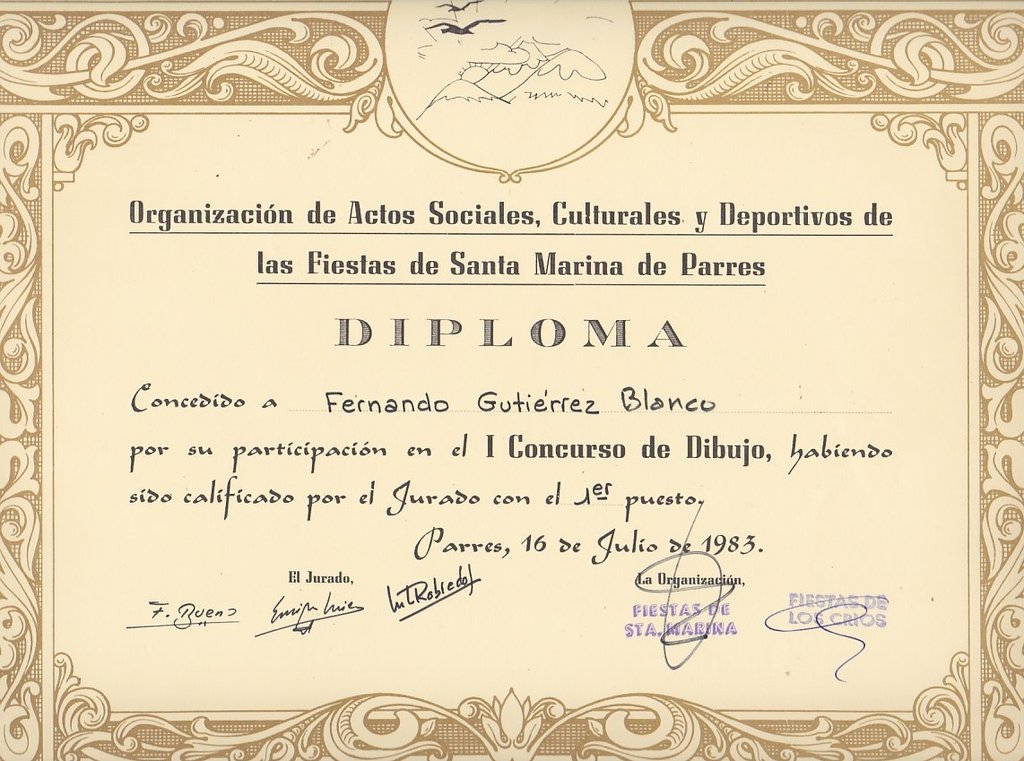 Organización de Actos Sociales, Culturales y Deportivos de
las Fiestas de Santa Marina de Parres
DIPLOMA
Concedido a Fernando Gutiérrez Blanco
por su participación en el I Concurso de Dibujo, habiendo
sido calificado por el Jurado con el 1er puesto.
Parres, 16 de Julio de 1983.
El Jurado,
La Organización,
F. Bueno
Robledo
FIESTAS DE
STA. MARINA
FIESTAS DE
LOS CRIOS